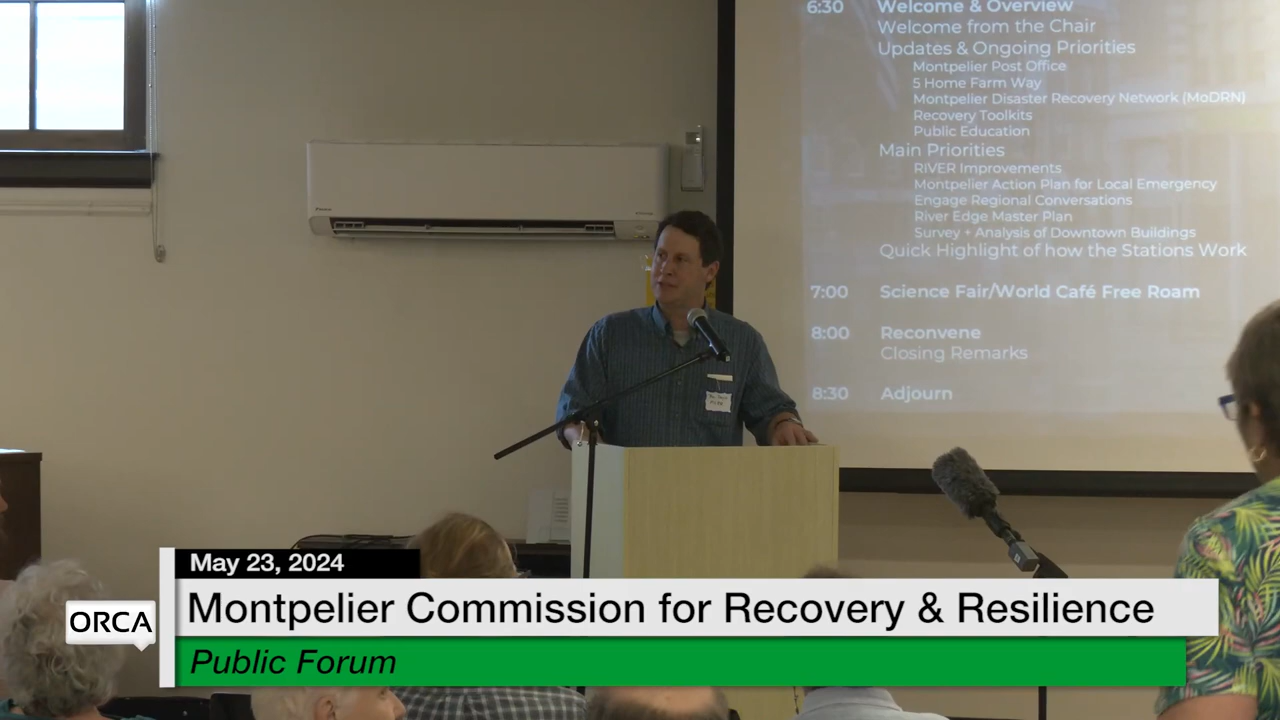 6:30 Welcome & Overview
Welcome from the Chair
Updates & Ongoing Priorities
Montpelier Post Office
5 Home Farm Way
Montpelier Disaster Recovery Network (MoDRN)
Recovery Toolkits
Public Education
Main Priorities
RiVER Improvements
Montpelier Action Plan for Local Emergency
Engage Regional Conversations
River Edge Master Plan
Survey + Analysis of Downtown Buildings
Quick Highlight of how the Stations Work
7:00 Science Fair/World Café Free Roam
8:00 Reconvene
Closing Remarks
8:30 Adjourn
May 23, 2024
ORCA
Montpelier Commission for Recovery & Resilience
Public Forum